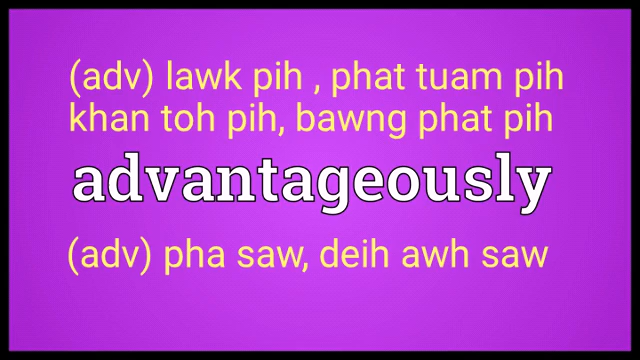 (adv) lawk pih , phat tuam pih
khan toh pih, bawng phat pih
advantageously
(adv) pha saw, deih awh saw